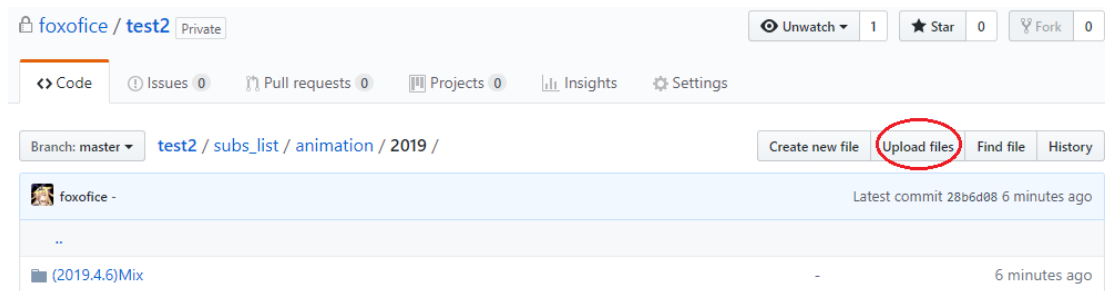 foxofice / test2 Private Unwatch 1 Star 0 Fork 0
Code Issues 0 Pull requests 0 Projects 0 Insights Settings
Branch: master test2 / subs_list / animation / 2019 / Create new file Upload files Find file History
foxofice - Latest commit 28b6d08 6 minutes ago
..
(2019.4.6)Mix - 6 minutes ago